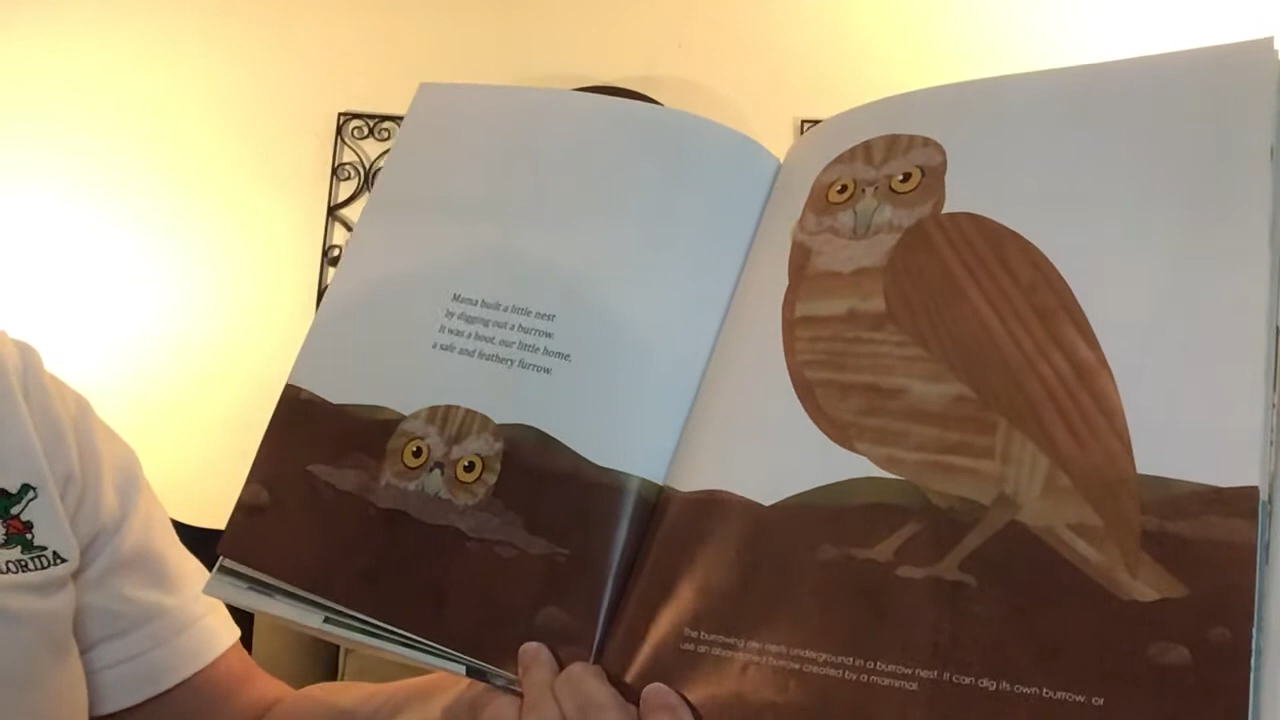 Mama built a little nest
by digging out a burrow.
It was a hoot, our little home,
a safe and feathery furrow.
The burrowing owl nests underground in a burrow nest. It can dig its own burrow, or
use an abandoned burrow created by a mammal.
LORIDA